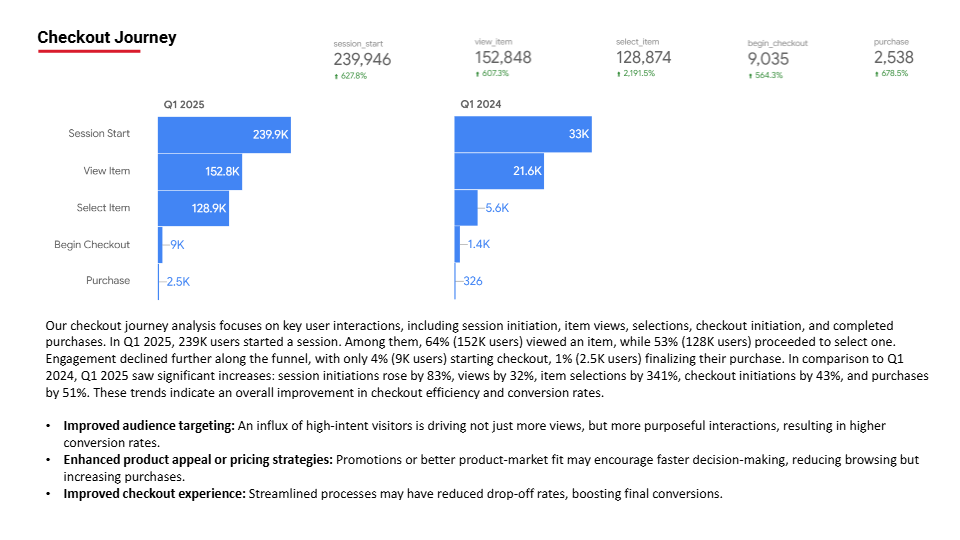 Checkout Journey
session_start
239,946
⬆ 627.8%
view_item
152,848
⬆ 607.3%
select_item
128,874
⬆ 2,191.5%
begin_checkout
9,035
⬆ 564.3%
purchase
2,538
⬆ 678.5%
Q1 2025
Q1 2024
Session Start
239.9K
33K
View Item
152.8K
21.6K
Select Item
128.9K
5.6K
Begin Checkout
9K
1.4K
Purchase
2.5K
326
Our checkout journey analysis focuses on key user interactions, including session initiation, item views, selections, checkout initiation, and completed
purchases. In Q1 2025, 239K users started a session. Among them, 64% (152K users) viewed an item, while 53% (128K users) proceeded to select one.
Engagement declined further along the funnel, with only 4% (9K users) starting checkout, 1% (2.5K users) finalizing their purchase. In comparison to Q1
2024, Q1 2025 saw significant increases: session initiations rose by 83%, views by 32%, item selections by 341%, checkout initiations by 43%, and purchases
by 51%. These trends indicate an overall improvement in checkout efficiency and conversion rates.
• Improved audience targeting: An influx of high-intent visitors is driving not just more views, but more purposeful interactions, resulting in higher
conversion rates.
• Enhanced product appeal or pricing strategies: Promotions or better product-market fit may encourage faster decision-making, reducing browsing but
increasing purchases.
• Improved checkout experience: Streamlined processes may have reduced drop-off rates, boosting final conversions.